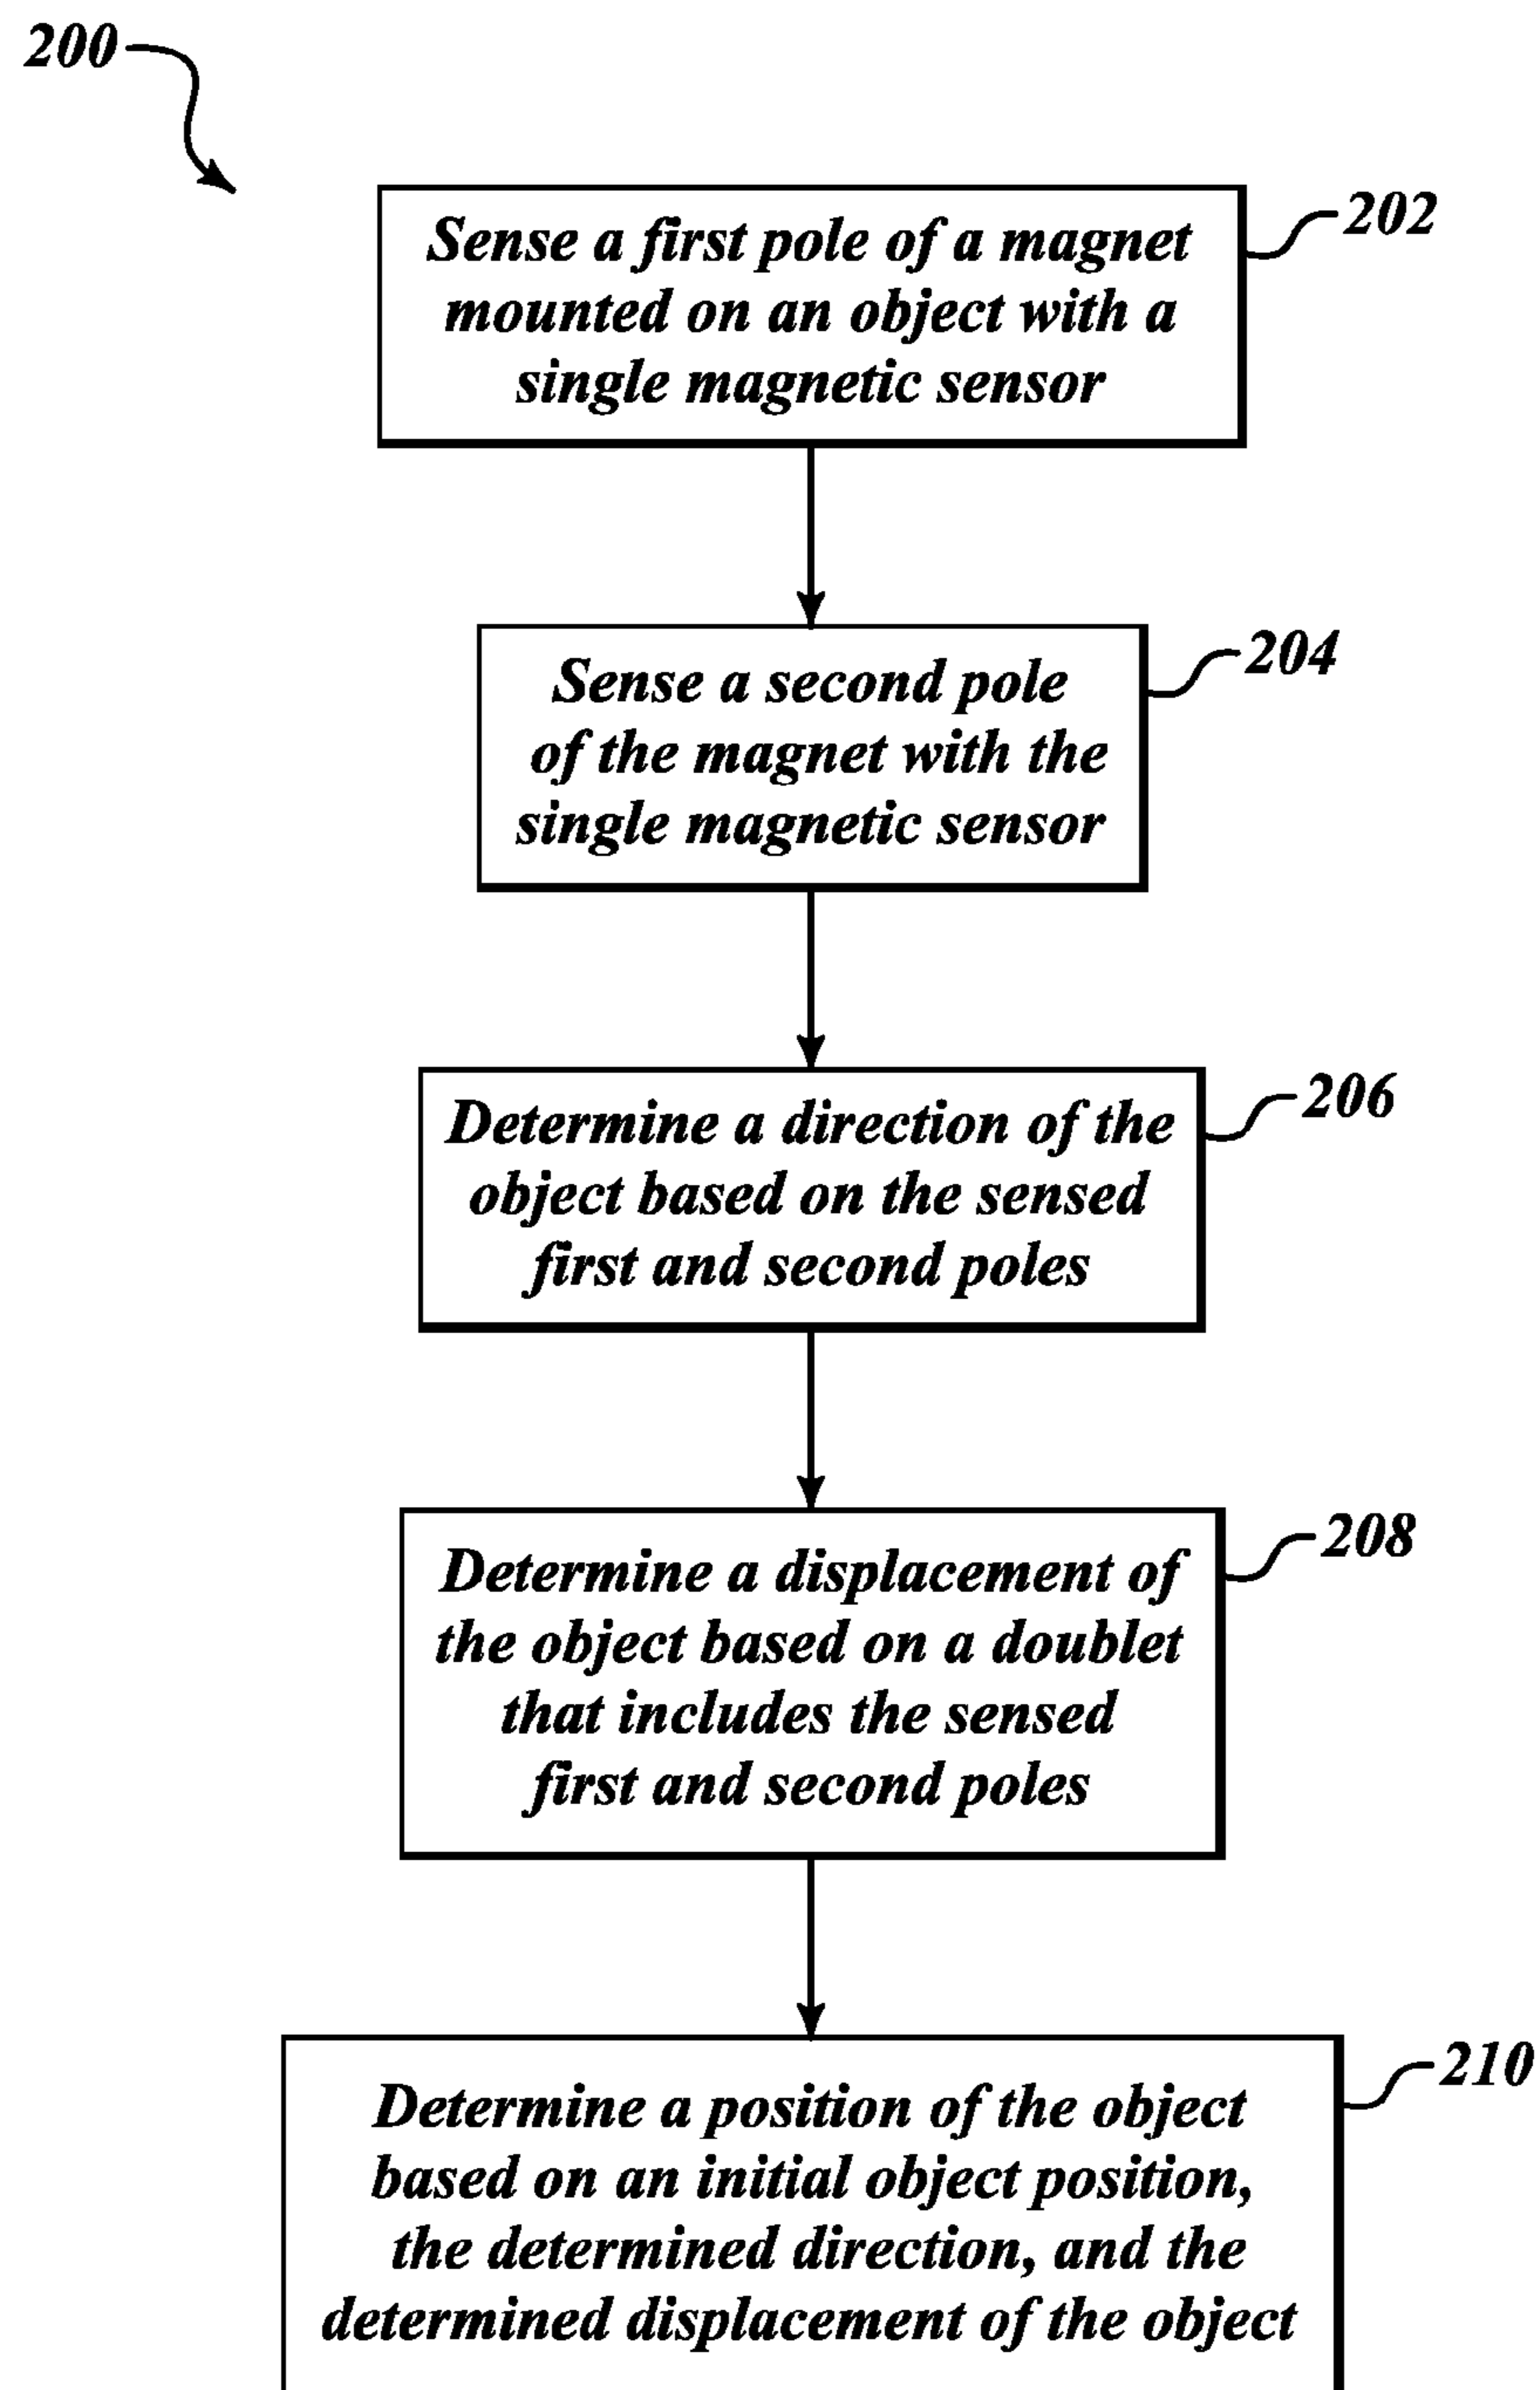 200
Sense a first pole of a magnet
mounted on an object with a
single magnetic sensor
202
Sense a second pole
of the magnet with the
single magnetic sensor
204
Determine a direction of the
object based on the sensed
first and second poles
206
Determine a displacement of
the object based on a doublet
that includes the sensed
first and second poles
208
Determine a position of the object
based on an initial object position,
the determined direction, and the
determined displacement of the object
210